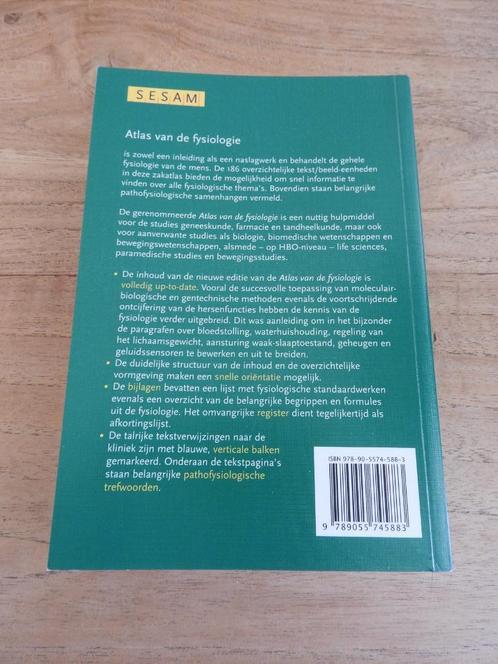 SESAM
Atlas van de fysiologie
is zowel een inleiding als een naslagwerk en behandelt de gehele
fysiologie van de mens. De 186 overzichtelijke tekst/beeld-eenheden
in deze zakatlas bieden de mogelijkheid om snel informatie te
vinden over alle fysiologische thema's. Bovendien staan belangrijke
pathofysiologische samenhangen vermeld.
De gerenommeerde Atlas van de fysiologie is een nuttig hulpmiddel
voor de studies geneeskunde, farmacie en tandheelkunde, maar ook
voor aanverwante studies als biologie, biomedische wetenschappen en
bewegingswetenschappen, alsmede – op HBO-niveau – life sciences,
paramedische studies en bewegingsstudies.
• De inhoud van de nieuwe editie van de Atlas van de fysiologie is
volledig up-to-date. Vooral de succesvolle toepassing van moleculair-
biologische en gentechnische methoden evenals de voortschrijdende
ontcijfering van de hersenfuncties hebben de kennis van de
fysiologie verder uitgebreid. Dit was aanleiding om in het bijzonder
de paragrafen over bloedstolling, waterhuishouding, regeling van
het lichaamsgewicht, aansturing waak-slaaptoestand, geheugen en
geluidssensoren te bewerken en uit te breiden.
• De duidelijke structuur van de inhoud en de overzichtelijke
vormgeving maken een snelle oriëntatie mogelijk.
• De bijlagen bevatten een lijst met fysiologische standaardwerken
evenals een overzicht van de belangrijke begrippen en formules
uit de fysiologie. Het omvangrijke register dient tegelijkertijd als
afkortingslijst.
• De talrijke tekstverwijzingen naar de
kliniek zijn met blauwe, verticale balken
gemarkeerd. Onderaan de tekstpagina's
staan belangrijke pathofysiologische
trefwoorden.
ISBN 978-90-5574-588-3
9 789055 745883